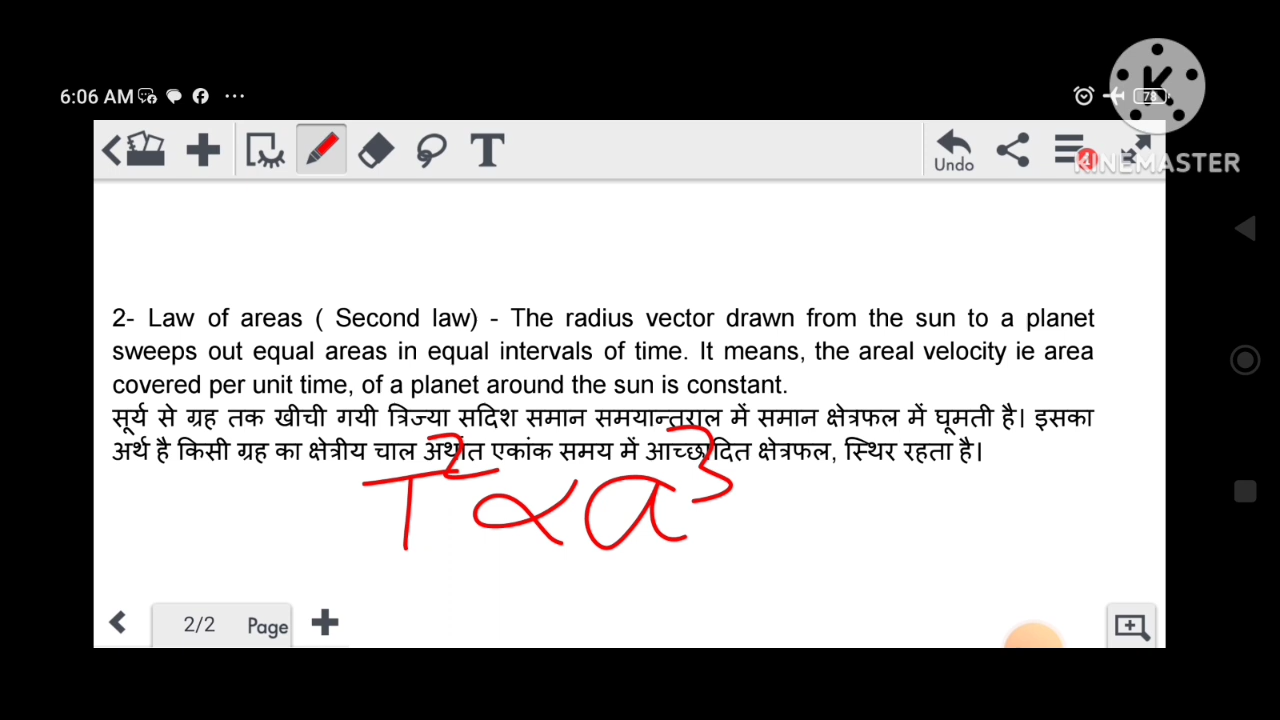 6:06 AM
78
KINEMASTER
Undo
4
2- Law of areas ( Second law) - The radius vector drawn from the sun to a planet
sweeps out equal areas in equal intervals of time. It means, the areal velocity ie area
covered per unit time, of a planet around the sun is constant.
सूर्य से ग्रह तक खीची गयी त्रिज्या सदिश समान समयान्तराल में समान क्षेत्रफल में घूमती है। इसका
अर्थ है किसी ग्रह का क्षेत्रीय चाल अर्थात एकांक समय में आच्छादित क्षेत्रफल, स्थिर रहता है।
T² ∝ a³
2/2 Page